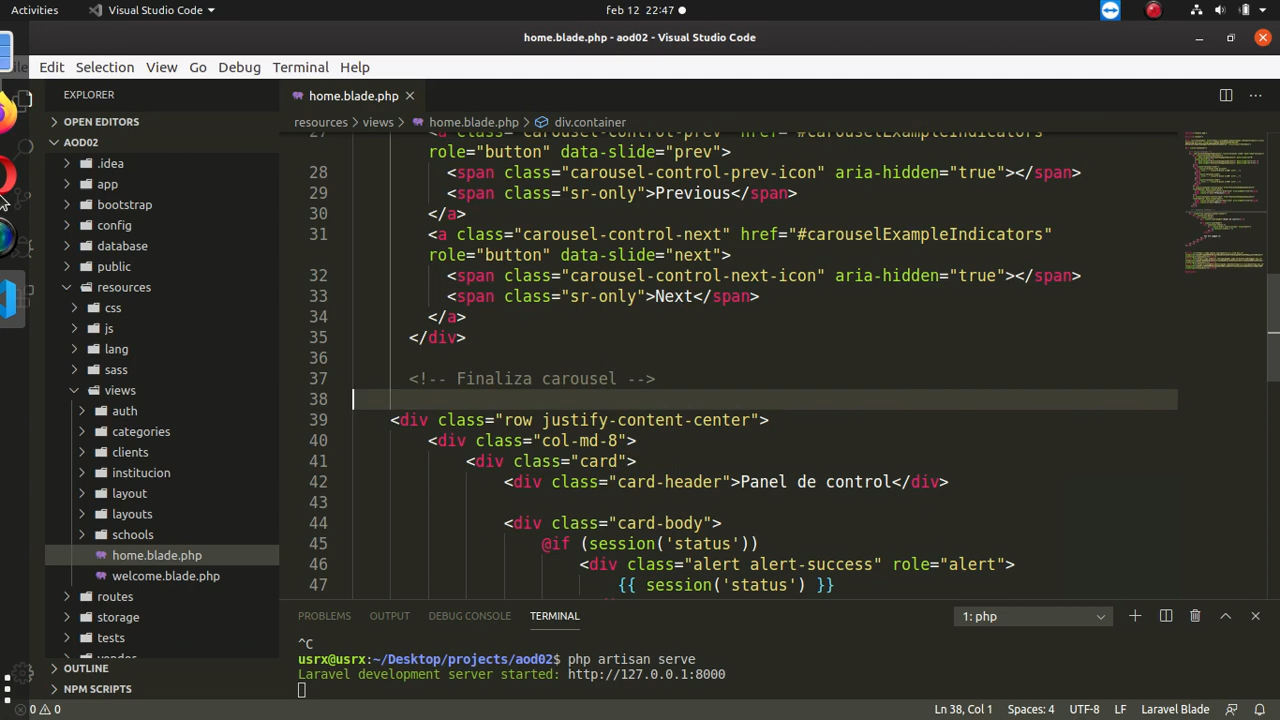 Activities
Visual Studio Code
feb 12 22:47
home.blade.php - aod02 - Visual Studio Code
Edit Selection View Go Debug Terminal Help
EXPLORER
OPEN EDITORS
AOD02
.idea
app
bootstrap
config
database
public
resources
css
js
lang
sass
views
auth
categories
clients
institucion
layout
layouts
schools
home.blade.php
welcome.blade.php
routes
storage
tests
OUTLINE
NPM SCRIPTS
home.blade.php
resources > views > home.blade.php > div.container
27 <a class="carousel-control-prev" href="#carouselExampleIndicators"
role="button" data-slide="prev">
28 <span class="carousel-control-prev-icon" aria-hidden="true"></span>
29 <span class="sr-only">Previous</span>
30 </a>
31 <a class="carousel-control-next" href="#carouselExampleIndicators"
role="button" data-slide="next">
32 <span class="carousel-control-next-icon" aria-hidden="true"></span>
33 <span class="sr-only">Next</span>
34 </a>
35 </div>
36
37 <!-- Finaliza carousel -->
38
39 <div class="row justify-content-center">
40 <div class="col-md-8">
41 <div class="card">
42 <div class="card-header">Panel de control</div>
43
44 <div class="card-body">
45 @if (session('status'))
46 <div class="alert alert-success" role="alert">
47 {{ session('status') }}
PROBLEMS OUTPUT DEBUG CONSOLE TERMINAL
1: php
^C
usrx@usrx:~/Desktop/projects/aod02$ php artisan serve
Laravel development server started: http://127.0.0.1:8000
0 0
Ln 38, Col 1 Spaces: 4 UTF-8 LF Laravel Blade